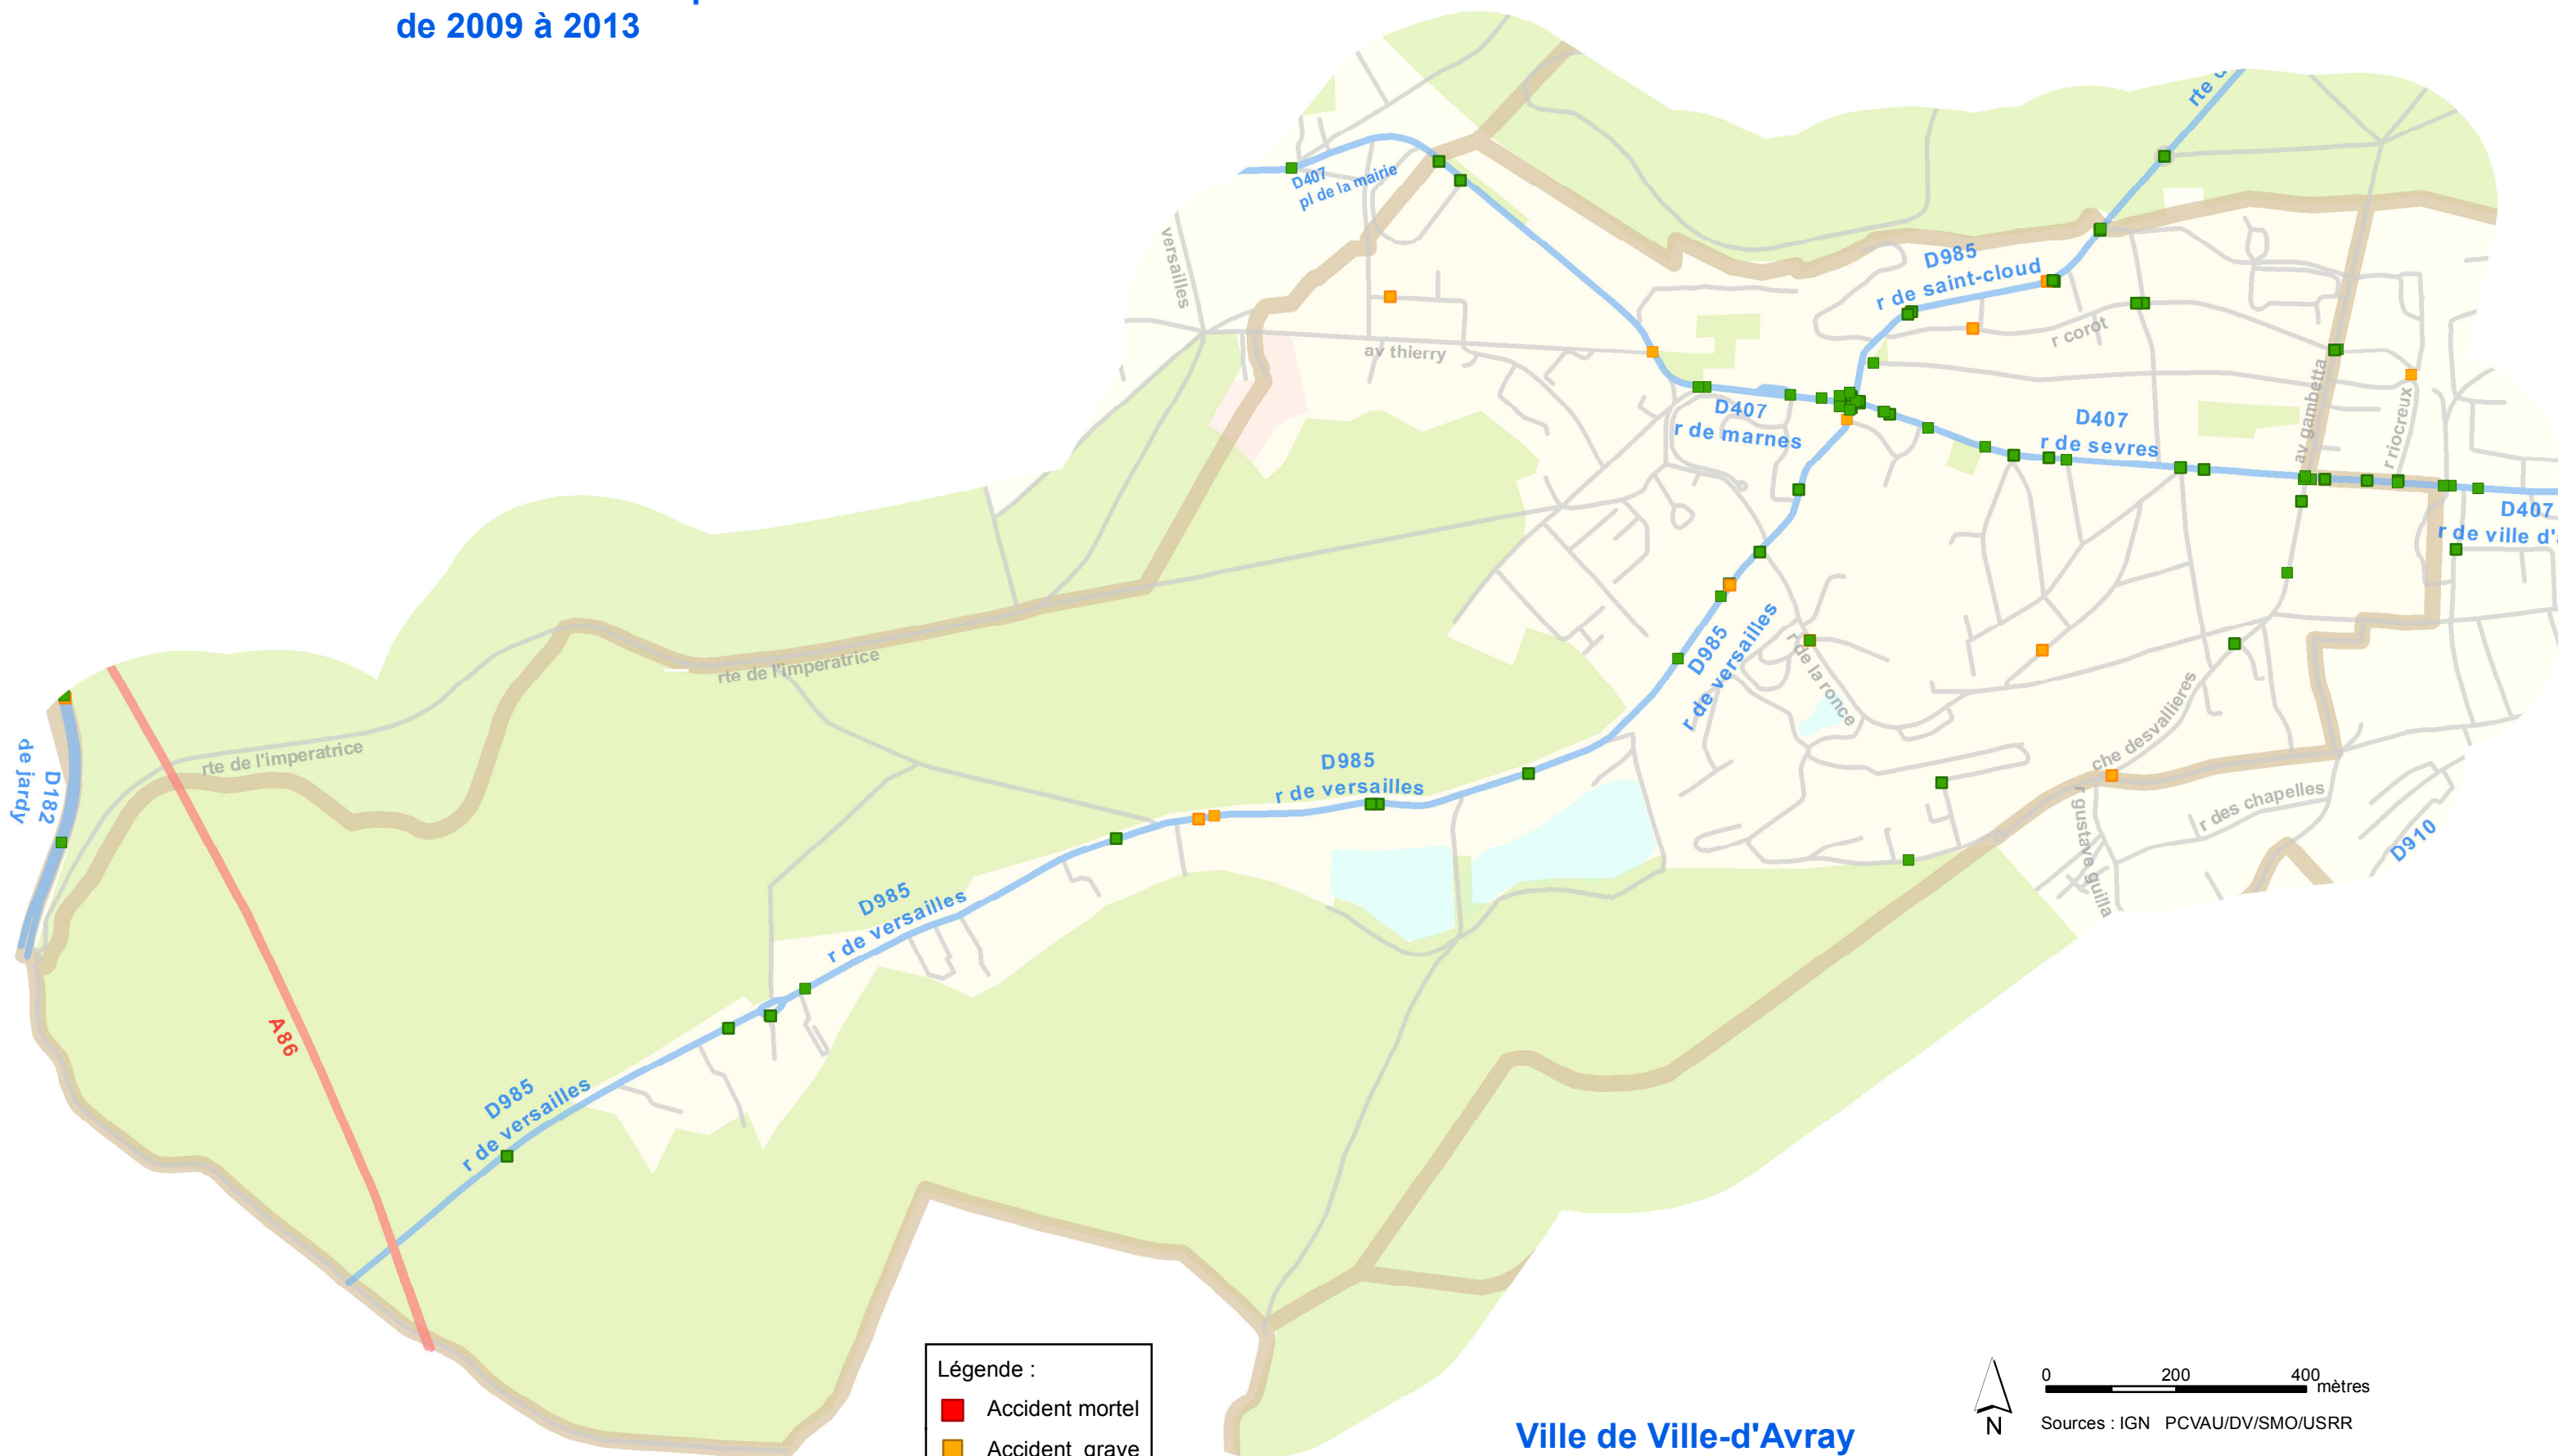 de 2009 à 2013
rte
D407
pl de la mairie
versailles
D985
r de saint-cloud
r corot
av thierry
av gambetta
r riocreux
D407
r de marnes
D407
r de sevres
D407
r de ville d'
D985
r de versailles
r de la ronce
rte de l'imperatrice
rte de l'imperatrice
che desvallieres
D182
de jardy
D985
r de versailles
r gustave guilla
r des chapelles
D910
D985
r de versailles
A86
D985
r de versailles
Légende :
Accident mortel
Accident grave
Ville de Ville-d'Avray
N
0 200 400
mètres
Sources : IGN PCVAU/DV/SMO/USRR